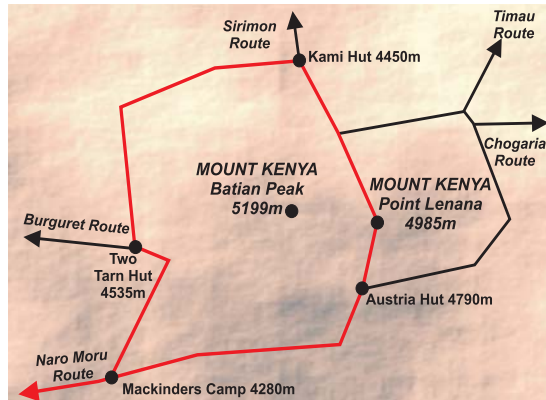 Sirimon
Route
Timau
Route
Kami Hut 4450m
Chogaria
Route
MOUNT KENYA
Batian Peak
5199m
MOUNT KENYA
Point Lenana
4985m
Burguret Route
Two
Tarn Hut
4535m
Austria Hut 4790m
Naro Moru
Route
Mackinders Camp 4280m